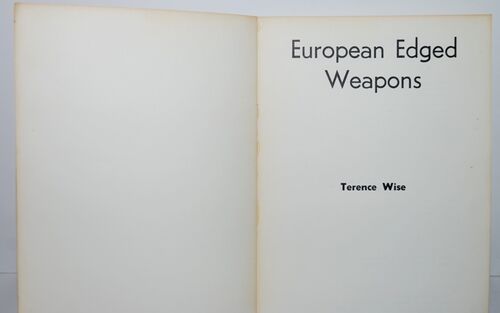 European Edged
Weapons
Terence Wise